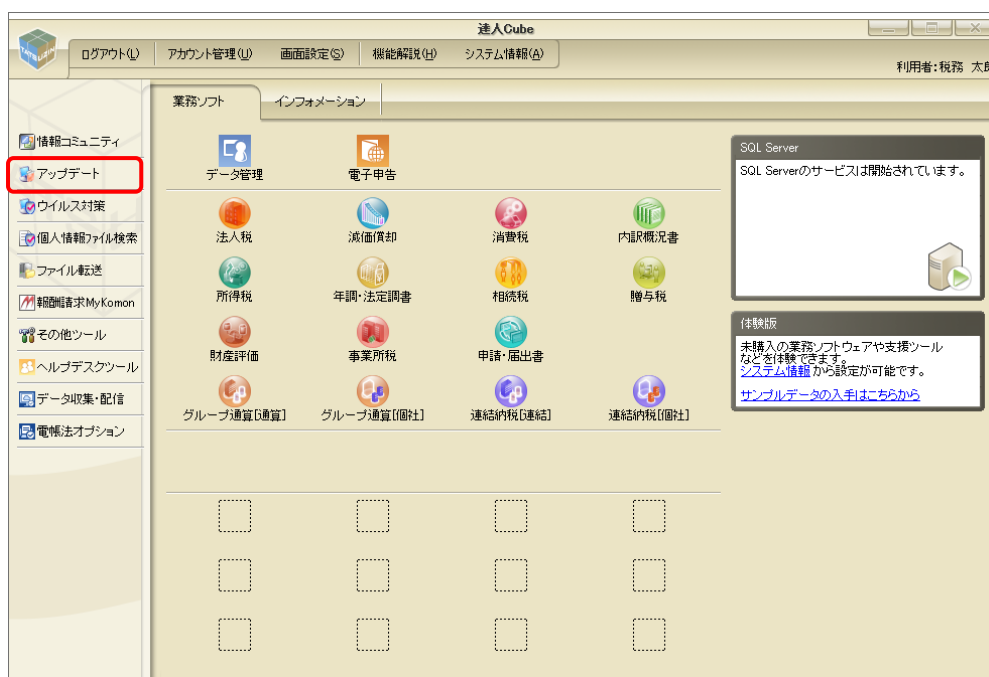 達人Cube
ログアウト(L)
アカウント管理(U)
画面設定(S)
機能解説(H)
システム情報(A)
利用者:税務 太郎
業務ソフト
インフォメーション
情報コミュニティ
アップデート
ウイルス対策
個人情報ファイル検索
ファイル転送
報酬請求MyKomon
その他ツール
ヘルプデスクツール
データ収集・配信
電帳法オプション
データ管理
電子申告
法人税
減価償却
消費税
内訳概況書
所得税
年調・法定調書
相続税
贈与税
財産評価
事業所税
申請・届出書
グループ通算[通算]
グループ通算[個社]
連結納税[連結]
連結納税[個社]
SQL Server
SQL Serverのサービスは開始されています。
体験版
未購入の業務ソフトウェアや支援ツール
などを体験できます。
システム情報 から設定が可能です。
サンプルデータの入手はこちらから